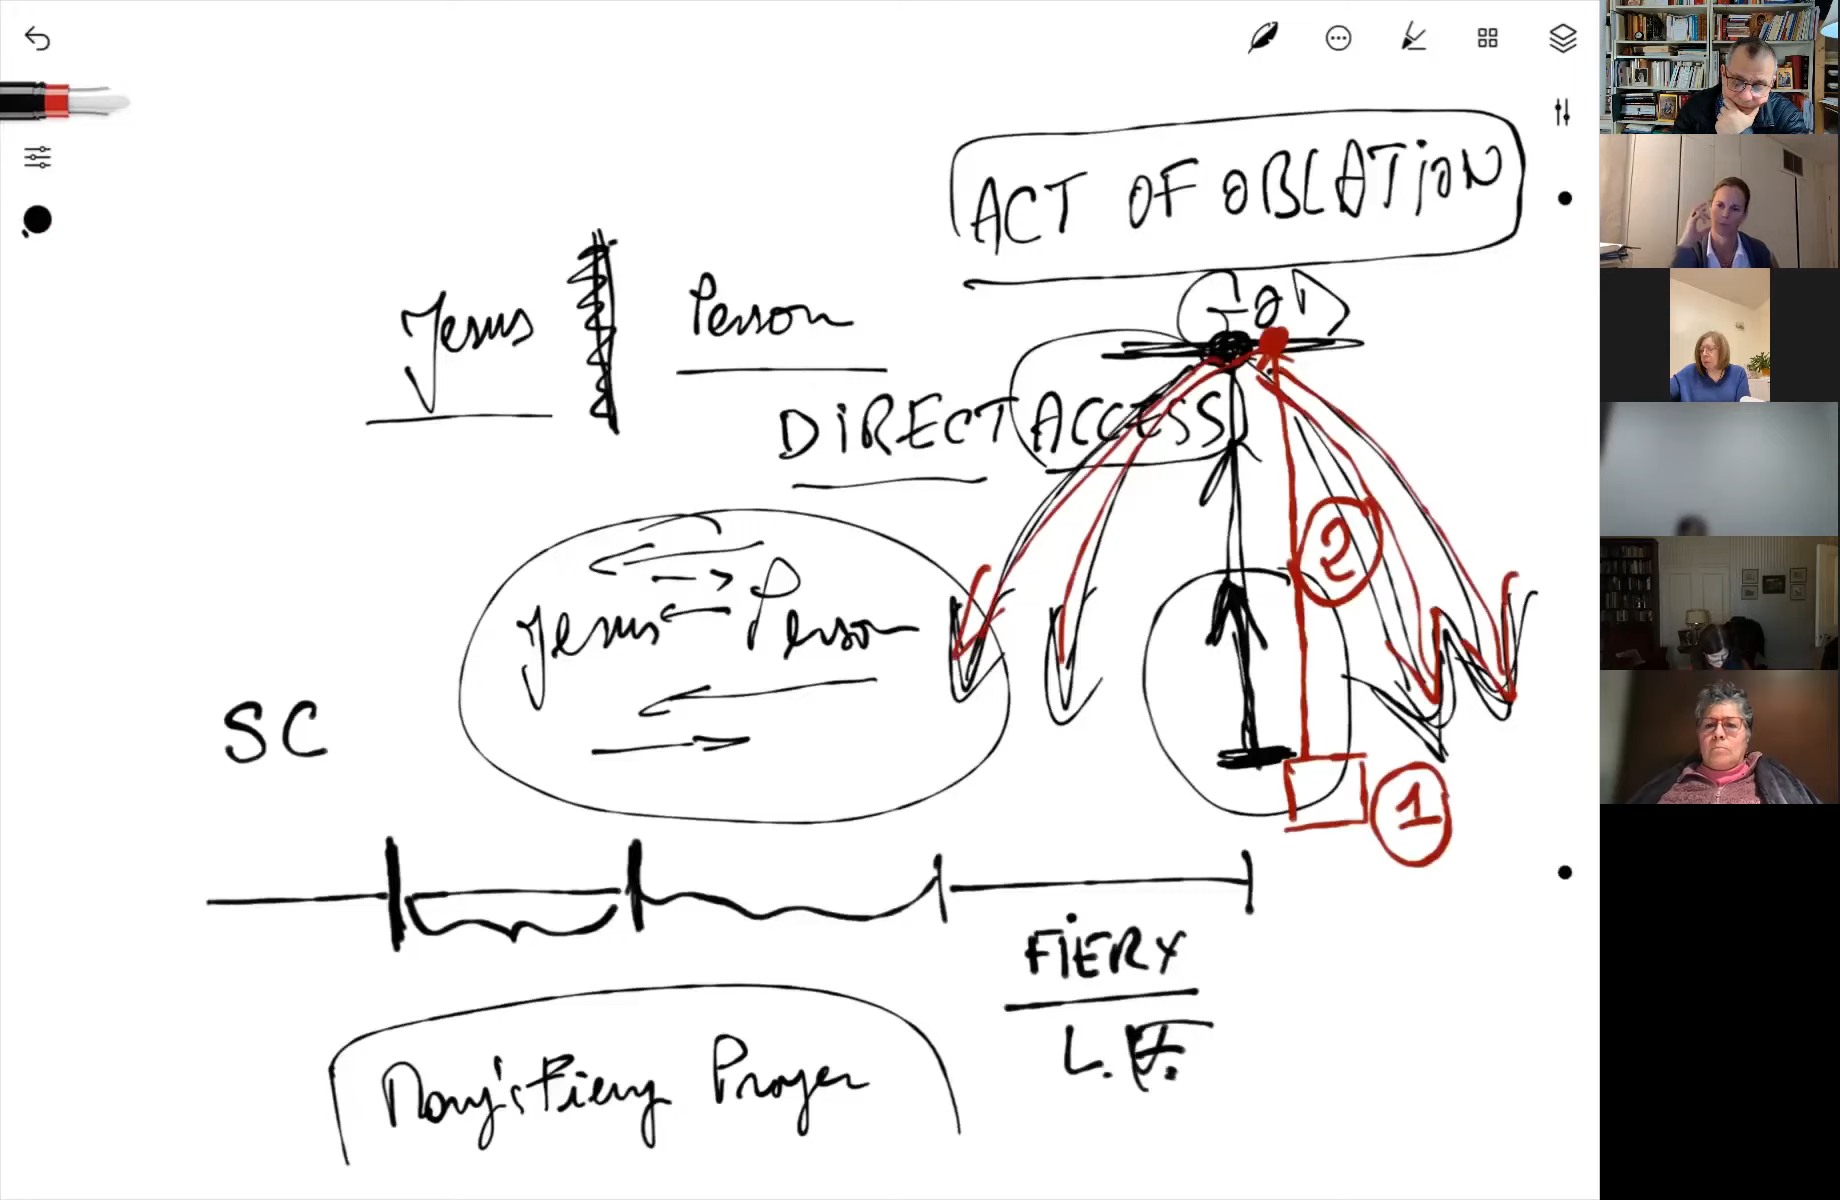 ACT OF OBLATION
GOD
Jesus
Person
DIRECT ACCESS
2
Jesus
Person
SC
1
FIERY
L.F.
Mary's Fiery Prayer